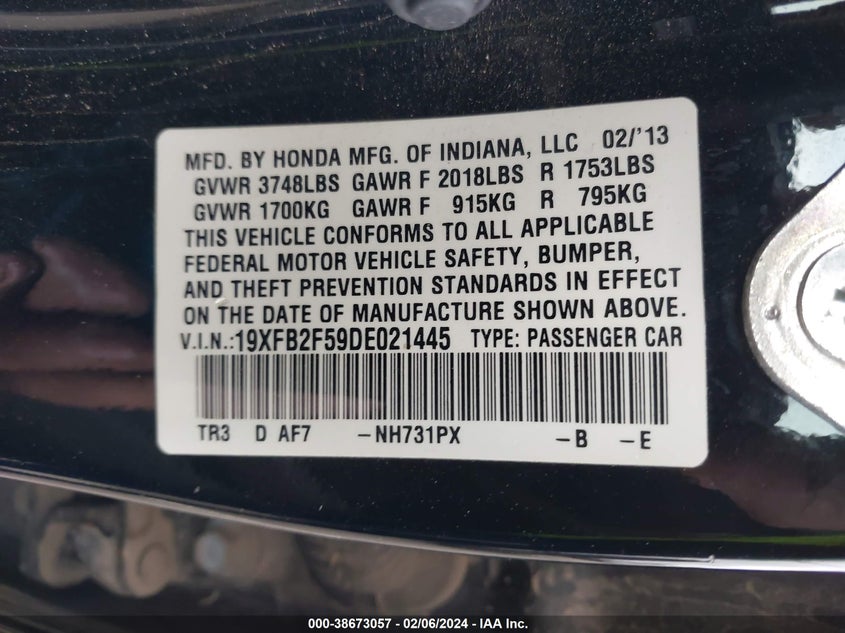 MFD. BY HONDA MFG. OF INDIANA, LLC 02/'13
GVWR 3748LBS GAWR F 2018LBS R 1753LBS
GVWR 1700KG GAWR F 915KG R 795KG
THIS VEHICLE CONFORMS TO ALL APPLICABLE
FEDERAL MOTOR VEHICLE SAFETY, BUMPER,
AND THEFT PREVENTION STANDARDS IN EFFECT
ON THE DATE OF MANUFACTURE SHOWN ABOVE.
V.I.N.:19XFB2F59DE021445 TYPE: PASSENGER CAR
TR3 D AF7 -NH731PX -B -E
000-38673057 - 02/06/2024 - IAAI.COM